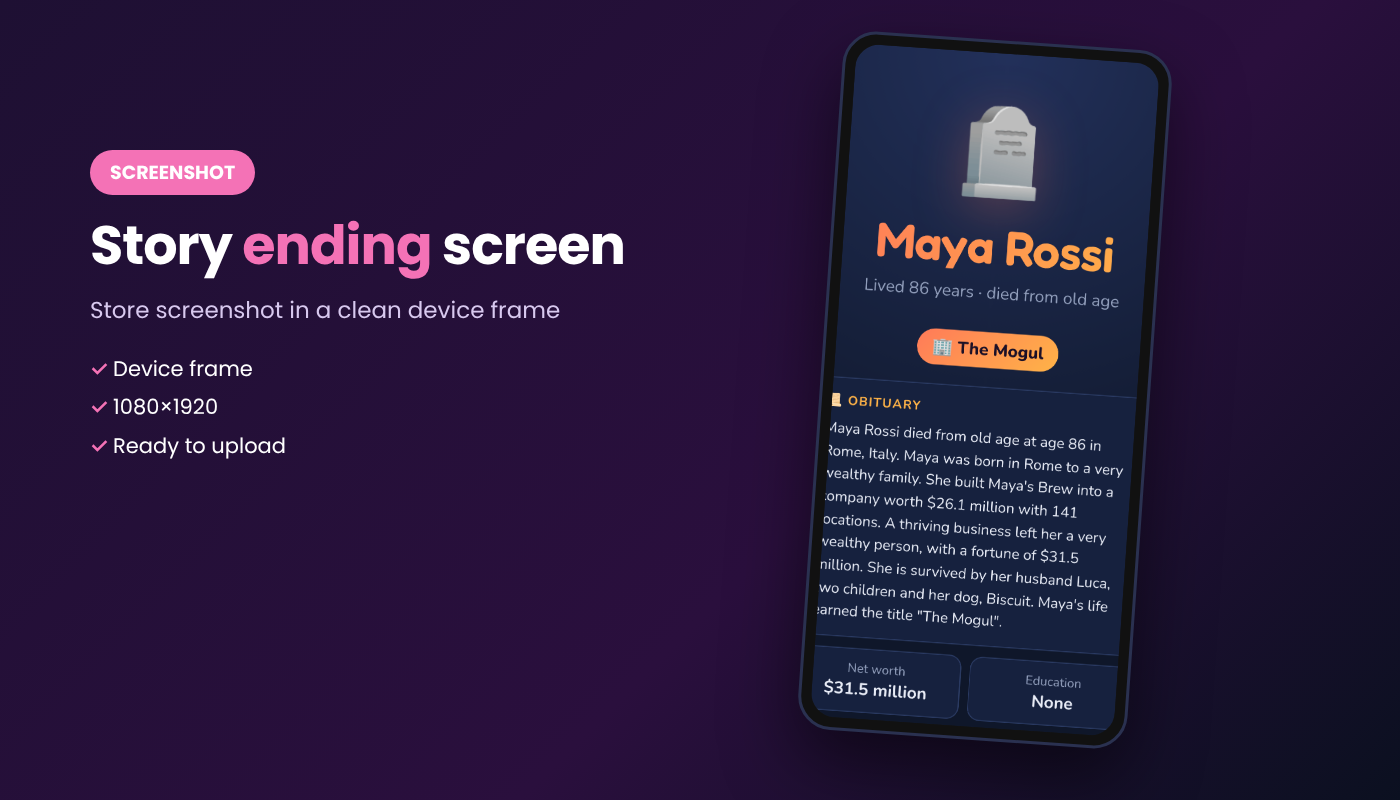 SCREENSHOT
Story ending screen
Store screenshot in a clean device frame
✓ Device frame
✓ 1080×1920
✓ Ready to upload
Maya Rossi
Lived 86 years · died from old age
The Mogul
OBITUARY
Maya Rossi died from old age at age 86 in
Rome, Italy. Maya was born in Rome to a very
wealthy family. She built Maya's Brew into a
company worth $26.1 million with 141
locations. A thriving business left her a very
wealthy person, with a fortune of $31.5
million. She is survived by her husband Luca,
two children and her dog, Biscuit. Maya's life
earned the title "The Mogul".
Net worth
$31.5 million
Education
None